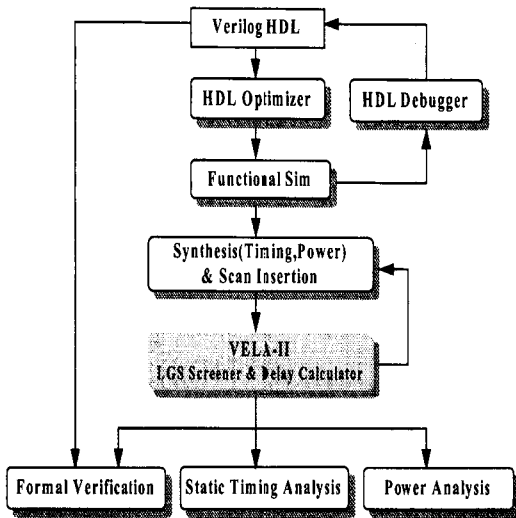 Verilog HDL
HDL Optimizer
HDL Debugger
Functional Sim
Synthesis(Timing,Power)
& Scan Insertion
VELA-II
LGS Screener & Delay Calculator
Formal Verification
Static Timing Analysis
Power Analysis